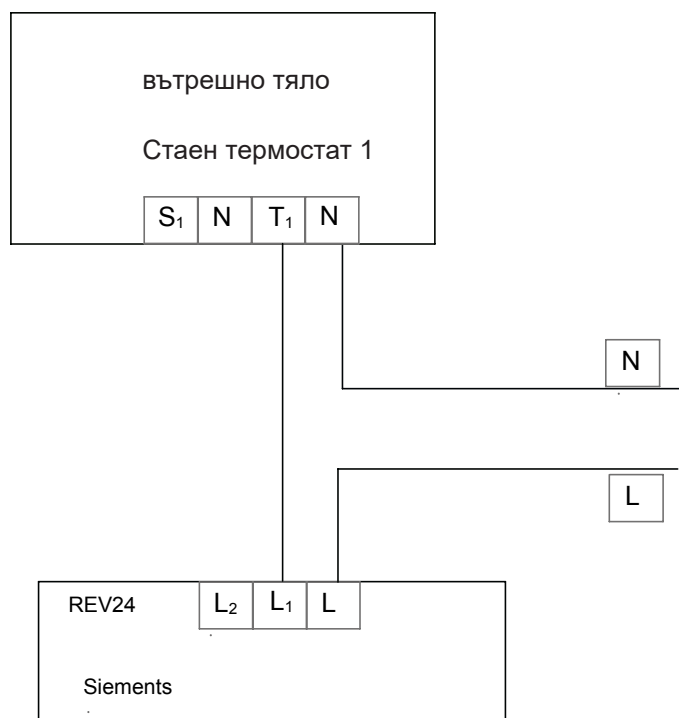 вътрешно тяло
Стаен термостат 1
S₁ N T₁ N
N
L
REV24 L₂ L₁ L
Siements